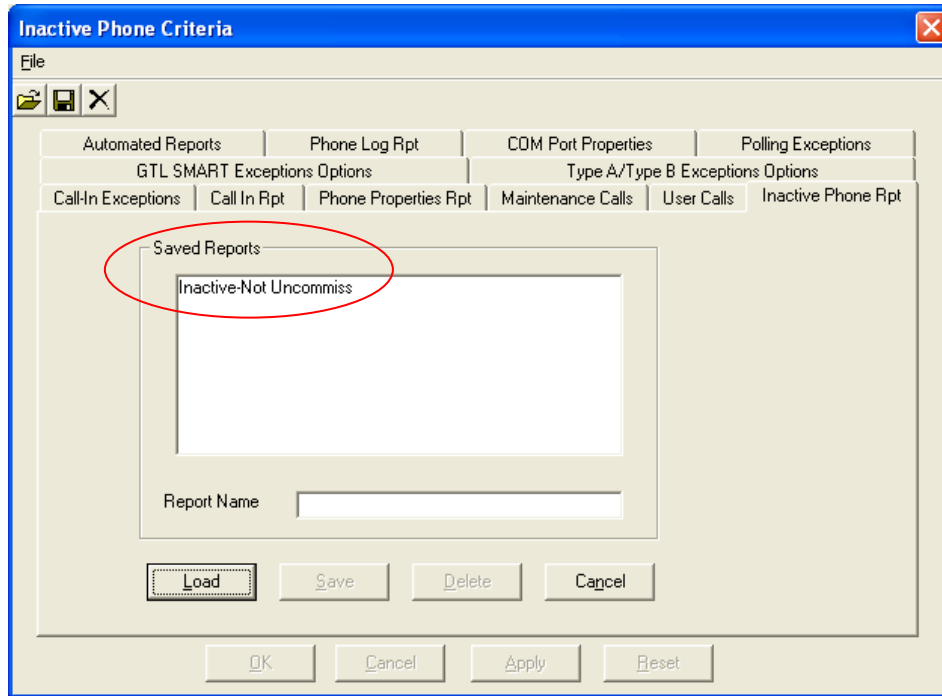 Inactive Phone Criteria
File
Automated Reports Phone Log Rpt COM Port Properties Polling Exceptions
GTL SMART Exceptions Options Type A/Type B Exceptions Options
Call-In Exceptions Call In Rpt Phone Properties Rpt Maintenance Calls User Calls Inactive Phone Rpt
Saved Reports
Inactive-Not Uncommiss
Report Name
Load Save Delete Cancel
OK Cancel Apply Reset